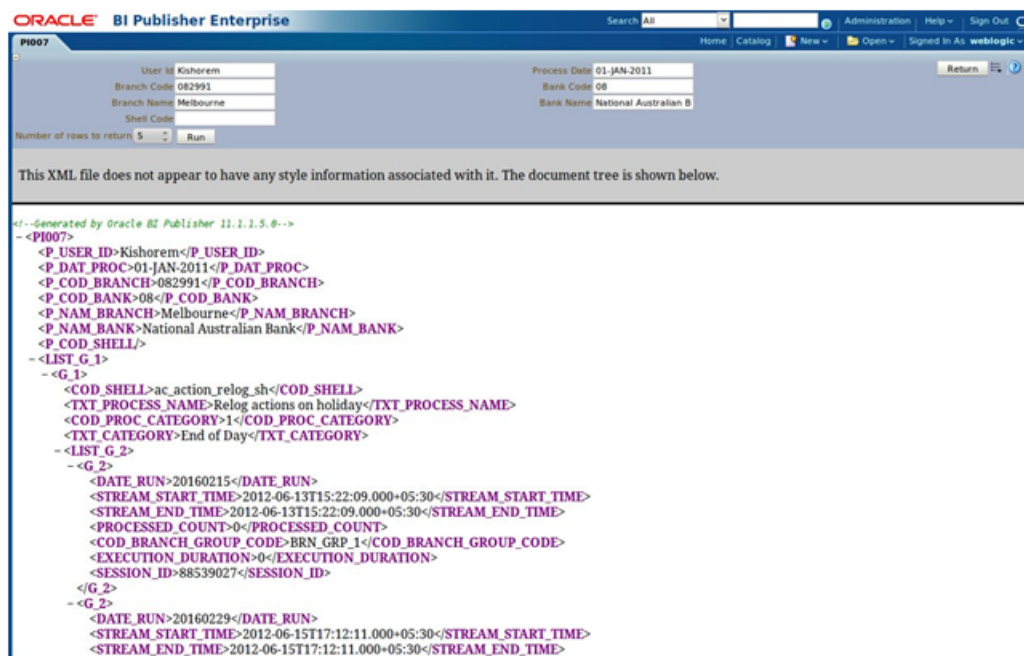 ORACLE BI Publisher Enterprise Search All Administration Help Sign Out
PI007 Home Catalog New Open Signed In As weblogic
User Id Kishorem Process Date 01-JAN-2011 Return
Branch Code 082991 Bank Code 08
Branch Name Melbourne Bank Name National Australian B
Shell Code
Number of rows to return 5 Run
This XML file does not appear to have any style information associated with it. The document tree is shown below.
<!--Generated by Oracle BI Publisher 11.1.1.5.0-->
- <PI007>
<P_USER_ID>Kishorem</P_USER_ID>
<P_DAT_PROC>01-JAN-2011</P_DAT_PROC>
<P_COD_BRANCH>082991</P_COD_BRANCH>
<P_COD_BANK>08</P_COD_BANK>
<P_NAM_BRANCH>Melbourne</P_NAM_BRANCH>
<P_NAM_BANK>National Australian Bank</P_NAM_BANK>
<P_COD_SHELL/>
- <LIST_G_1>
- <G_1>
<COD_SHELL>ac_action_relog_sh</COD_SHELL>
<TXT_PROCESS_NAME>Relog actions on holiday</TXT_PROCESS_NAME>
<COD_PROC_CATEGORY>1</COD_PROC_CATEGORY>
<TXT_CATEGORY>End of Day</TXT_CATEGORY>
- <LIST_G_2>
- <G_2>
<DATE_RUN>20160215</DATE_RUN>
<STREAM_START_TIME>2012-06-13T15:22:09.000+05:30</STREAM_START_TIME>
<STREAM_END_TIME>2012-06-13T15:22:09.000+05:30</STREAM_END_TIME>
<PROCESSED_COUNT>0</PROCESSED_COUNT>
<COD_BRANCH_GROUP_CODE>BRN_GRP_1</COD_BRANCH_GROUP_CODE>
<EXECUTION_DURATION>0</EXECUTION_DURATION>
<SESSION_ID>88539027</SESSION_ID>
</G_2>
- <G_2>
<DATE_RUN>20160229</DATE_RUN>
<STREAM_START_TIME>2012-06-15T17:12:11.000+05:30</STREAM_START_TIME>
<STREAM_END_TIME>2012-06-15T17:12:11.000+05:30</STREAM_END_TIME>